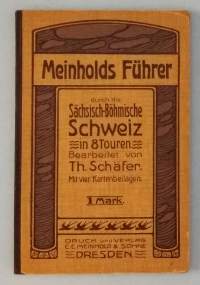 Meinholds Führer
durch die
Sächsisch-Böhmische
Schweiz
in 8 Touren
Bearbeitet von
Th. Schäfer.
Mit vier Kartenbeilagen.
1 Mark.
DRUCK und VERLAG
C.C. MEINHOLD & SÖHNE
DRESDEN